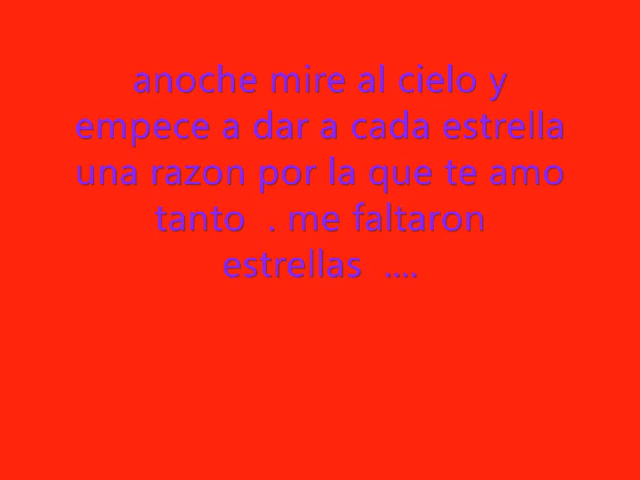 anoche mire al cielo y
empece a dar a cada estrella
una razon por la que te amo
tanto  . me faltaron
estrellas  ....